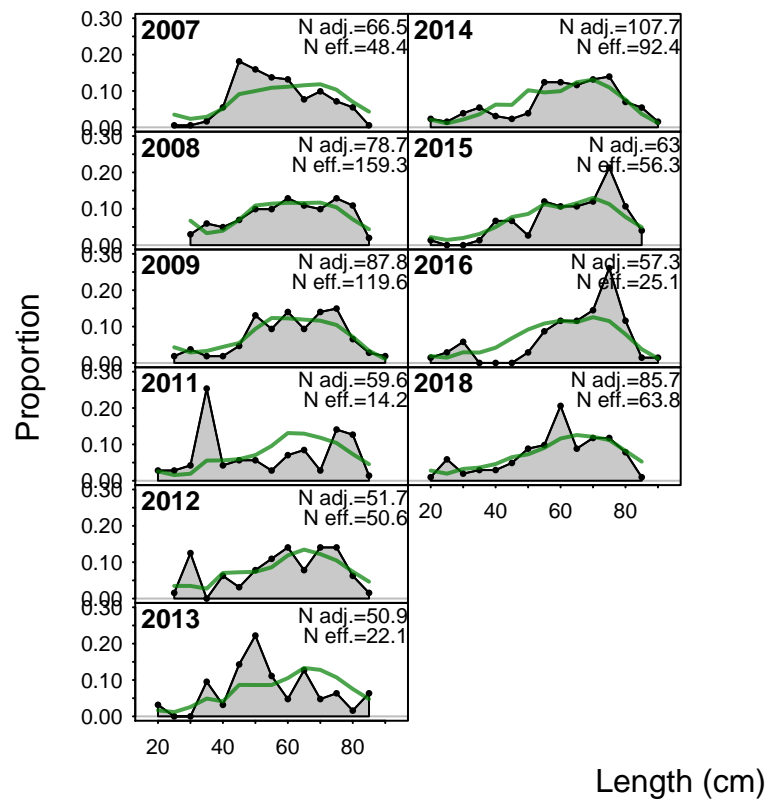 0.30
2007
N adj.=66.5
N eff.=48.4
0.20
0.10
0.00
0.30
2008
N adj.=78.7
N eff.=159.3
0.20
0.10
0.00
0.30
2009
N adj.=87.8
N eff.=119.6
0.20
0.10
0.00
0.30
2011
N adj.=59.6
N eff.=14.2
0.20
0.10
0.00
0.30
2012
N adj.=51.7
N eff.=50.6
0.20
0.10
0.00
0.30
2013
N adj.=50.9
N eff.=22.1
0.20
0.10
0.00
20 40 60 80
2014
N adj.=107.7
N eff.=92.4
2015
N adj.=63
N eff.=56.3
2016
N adj.=57.3
N eff.=25.1
2018
N adj.=85.7
N eff.=63.8
20 40 60 80
Proportion
Length (cm)